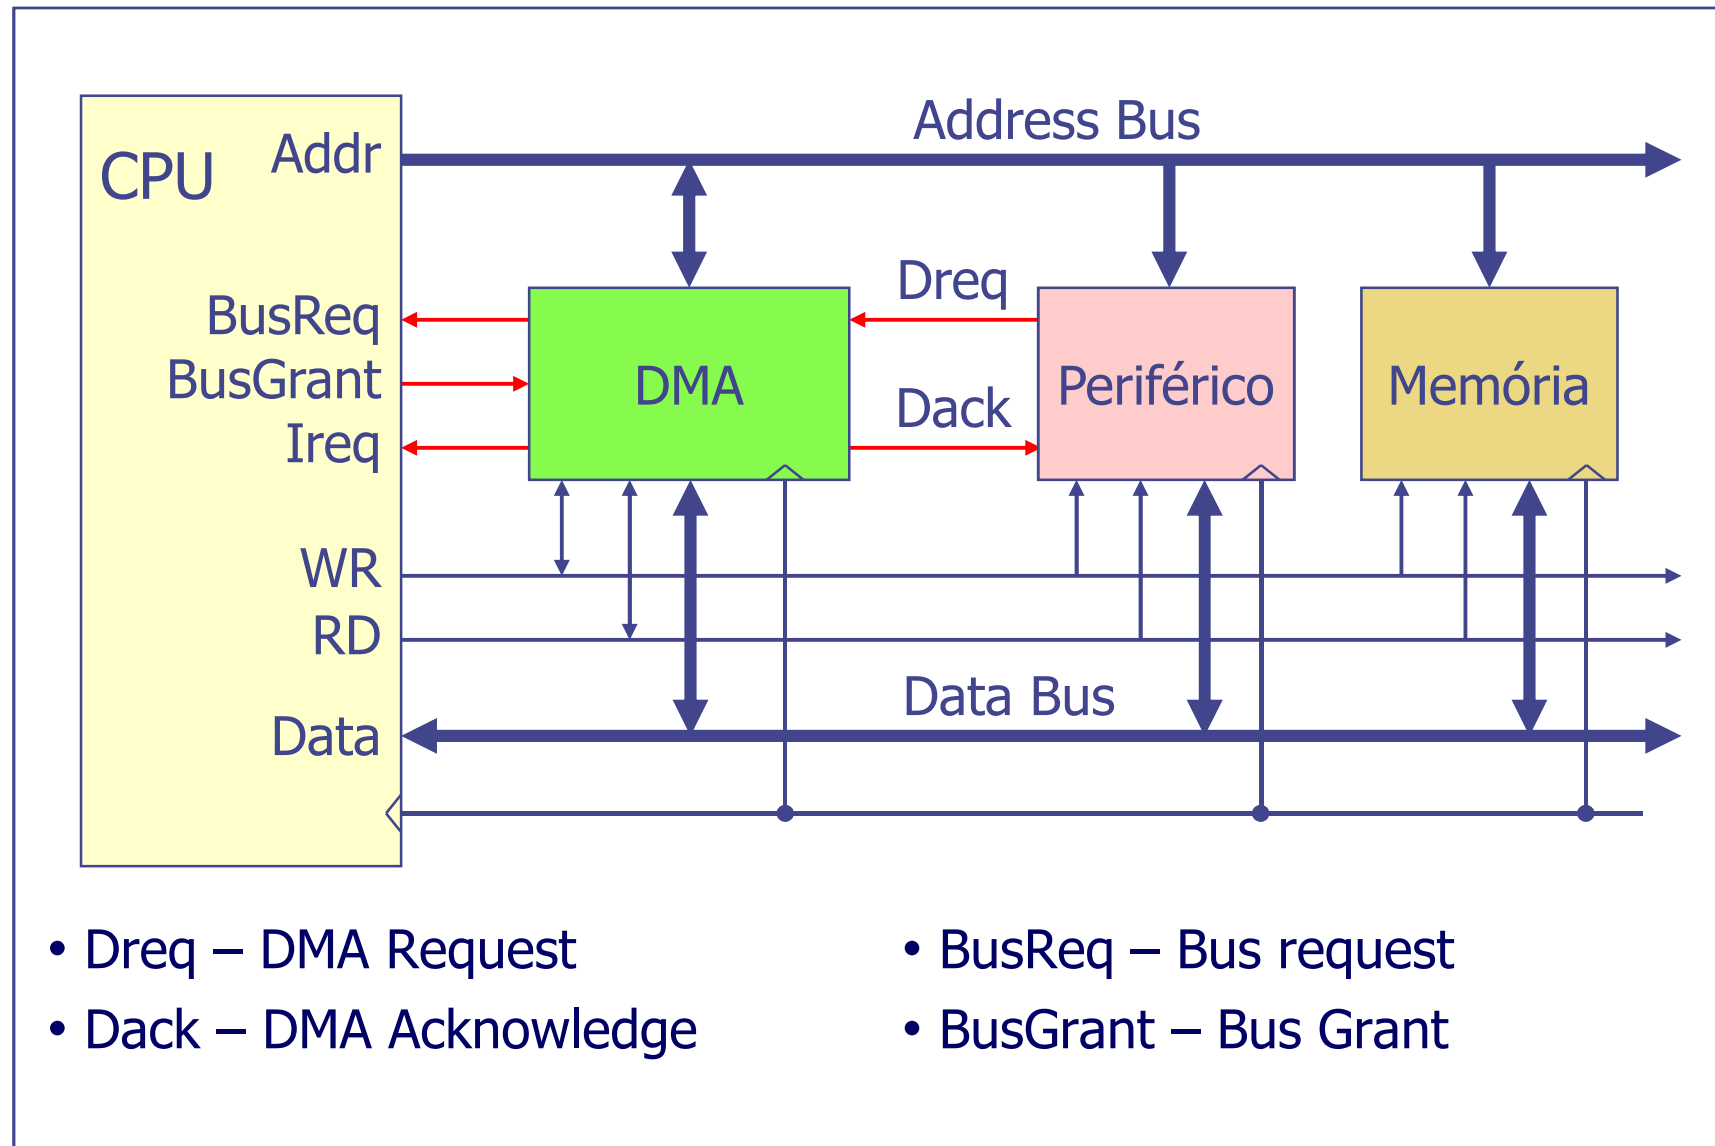 Address Bus
CPU
Addr
Dreq
BusReq
BusGrant
DMA
Periférico
Memória
Dack
Ireq
WR
RD
Data Bus
Data
• Dreq – DMA Request
• Dack – DMA Acknowledge
• BusReq – Bus request
• BusGrant – Bus Grant